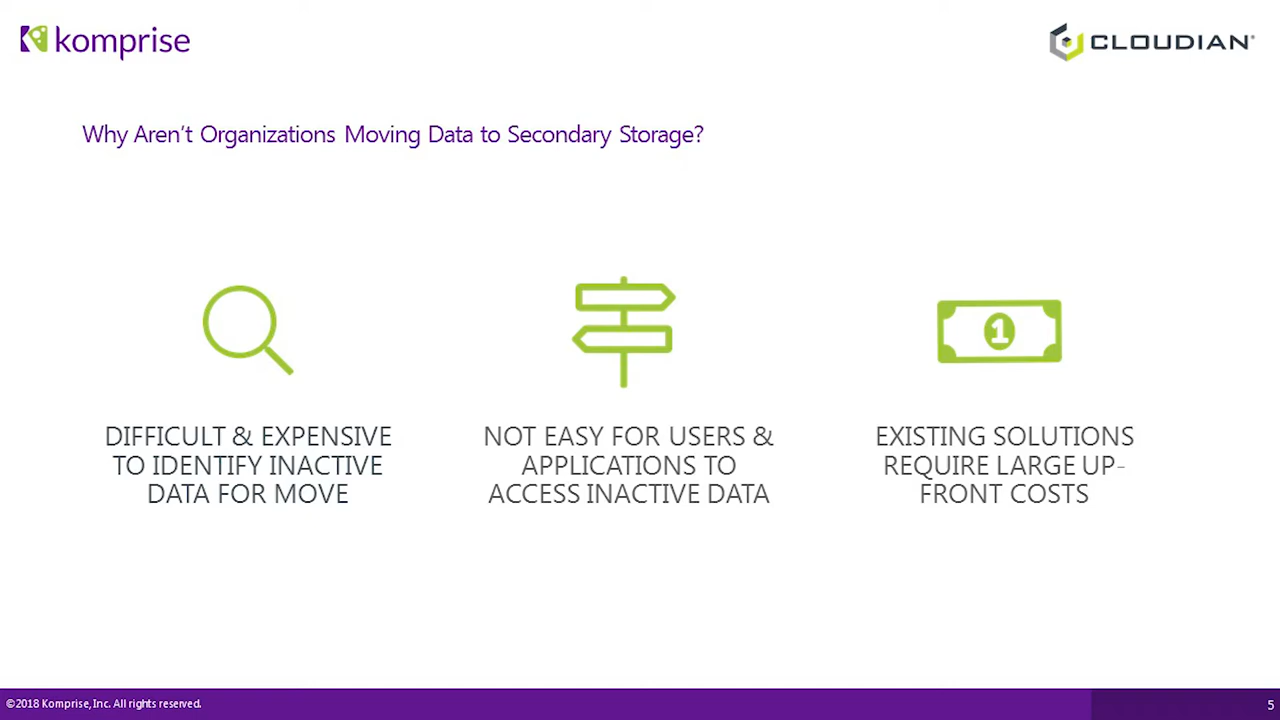 komprise
CLOUDIAN®
Why Aren't Organizations Moving Data to Secondary Storage?
1
DIFFICULT & EXPENSIVE
TO IDENTIFY INACTIVE
DATA FOR MOVE
NOT EASY FOR USERS &
APPLICATIONS TO
ACCESS INACTIVE DATA
EXISTING SOLUTIONS
REQUIRE LARGE UP-
FRONT COSTS
©2018 Komprise, Inc. All rights reserved.
5